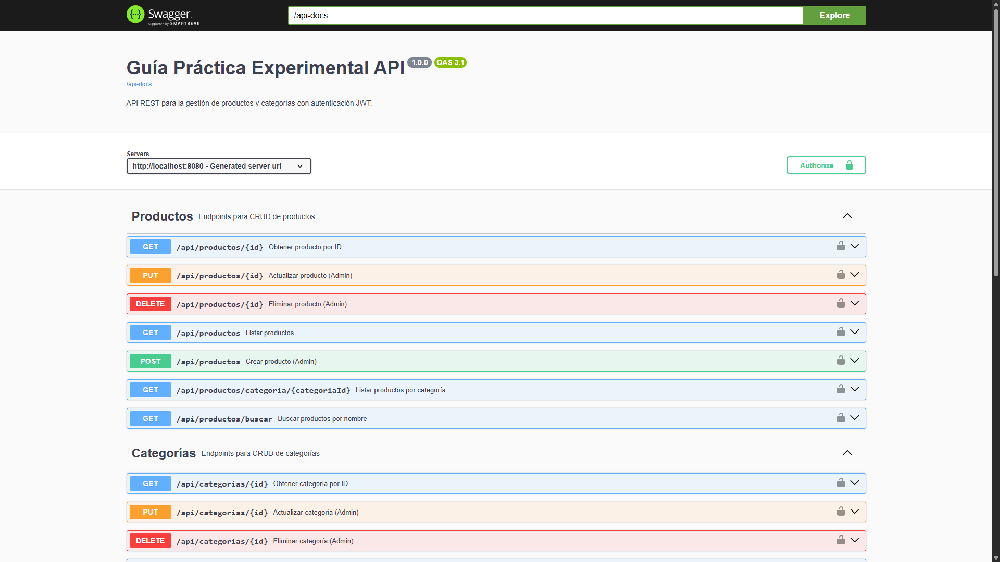 Swagger
Supported by SMARTBEAR
/api-docs
Explore
Guía Práctica Experimental API 1.0.0 OAS 3.1
/api-docs
API REST para la gestión de productos y categorías con autenticación JWT.
Servers
http://localhost:8080 - Generated server url
Authorize
Productos Endpoints para CRUD de productos
GET /api/productos/{id} Obtener producto por ID
PUT /api/productos/{id} Actualizar producto (Admin)
DELETE /api/productos/{id} Eliminar producto (Admin)
GET /api/productos Listar productos
POST /api/productos Crear producto (Admin)
GET /api/productos/categoria/{categoriaId} Listar productos por categoría
GET /api/productos/buscar Buscar productos por nombre
Categorías Endpoints para CRUD de categorías
GET /api/categorias/{id} Obtener categoría por ID
PUT /api/categorias/{id} Actualizar categoría (Admin)
DELETE /api/categorias/{id} Eliminar categoría (Admin)